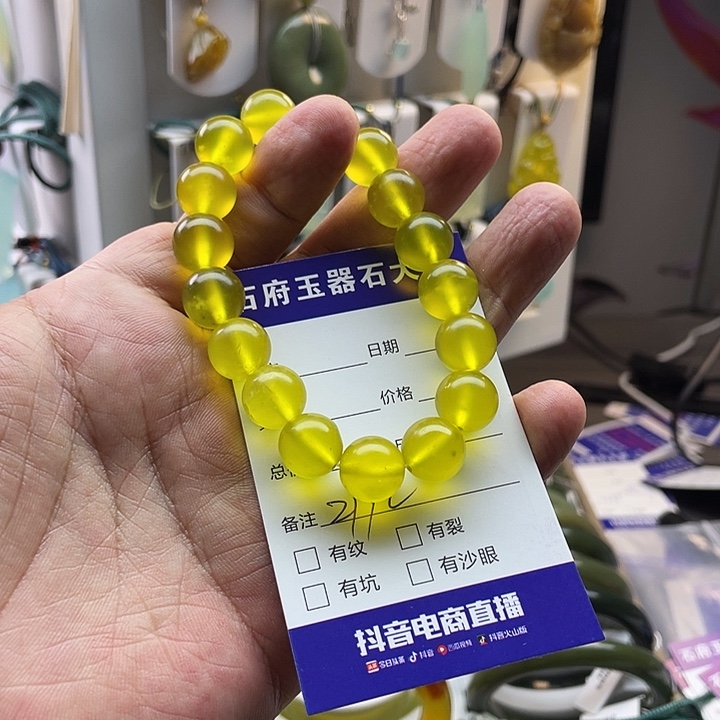 石府玉器石大
日期
价格
总
备注
有纹 有裂
有坑 有沙眼
抖音电商直播
今日头条 抖音 西瓜视频 抖音火山版